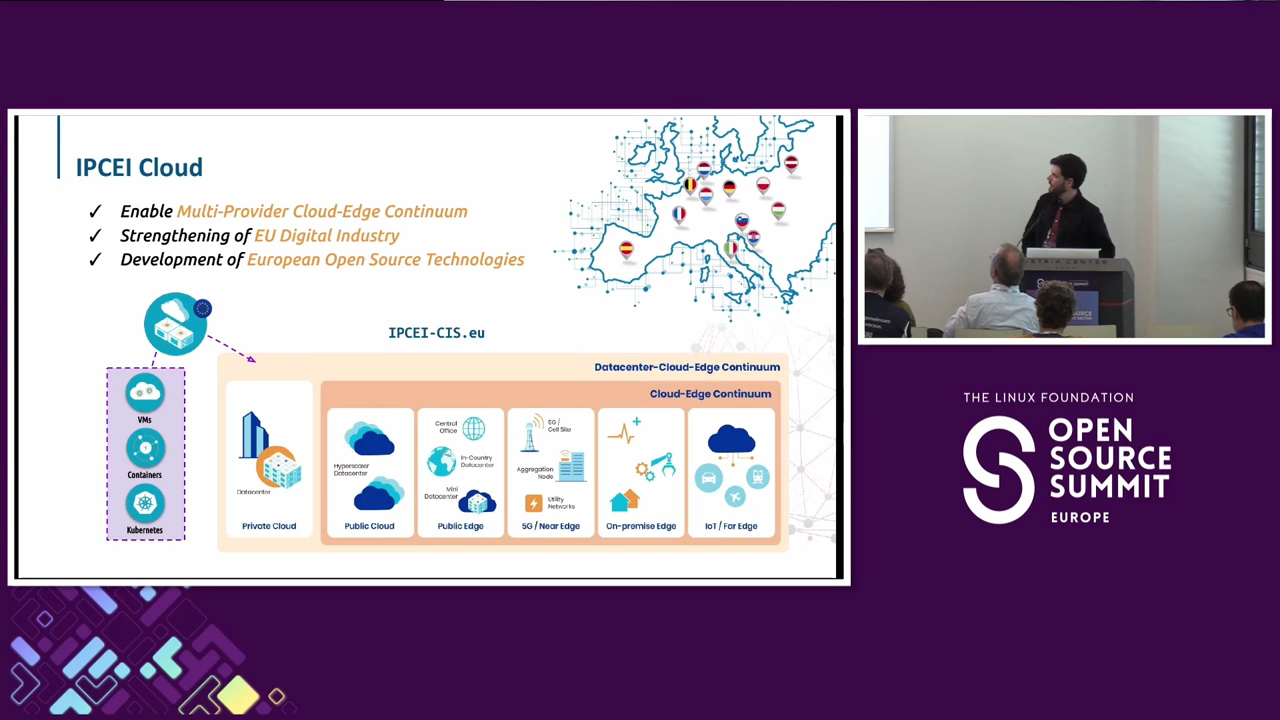 IPCEI Cloud
✓ Enable Multi-Provider Cloud-Edge Continuum
✓ Strengthening of EU Digital Industry
✓ Development of European Open Source Technologies
IPCEI-CIS.eu
VMs
Containers
Kubernetes
Datacenter-Cloud-Edge Continuum
Cloud-Edge Continuum
Datacenter
Private Cloud
Hyperscaler
Datacenter
Public Cloud
Central
Office
In-Country
Datacenter
Mini
Datacenter
Public Edge
5G /
Cell Site
Aggregation
Node
Utility
Networks
5G / Near Edge
On-premise Edge
IoT / Far Edge
USTRIA CENTER
THE LINUX FOUNDATION
OPEN
SOURCE
SUMMIT
EUROPE